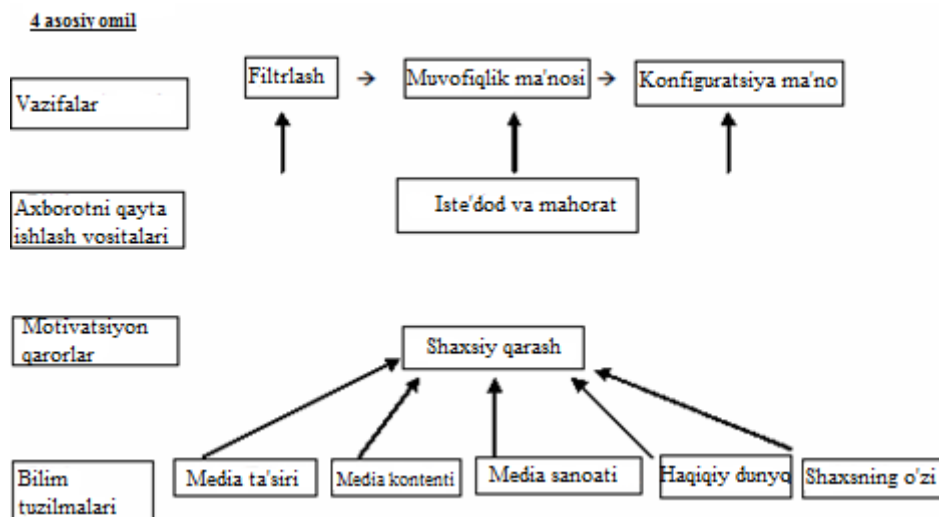 4 asosiy omil
Filtrlash → Muvofiqlik ma'nosi → Konfiguratsiya ma'no
Vazifalar
Iste'dod va mahorat
Axborotni qayta
ishlash vositalari
Motivatsiyon
qarorlar
Shaxsiy qarash
Bilim
tuzilmalari
Media ta'siri
Media kontenti
Media sanoati
Haqiqiy dunyo
Shaxsning o'zi